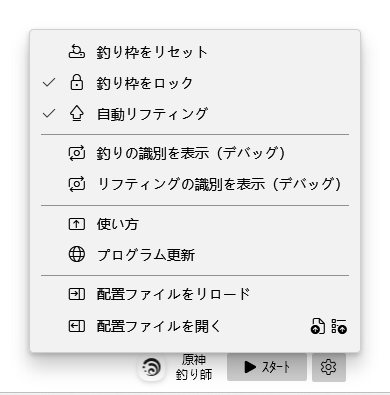 釣り枠をリセット
釣り枠をロック
自動リフティング
釣りの識別を表示（デバッグ）
リフティングの識別を表示（デバッグ）
使い方
プログラム更新
配置ファイルをリロード
配置ファイルを開く
原神
釣り師
スタート